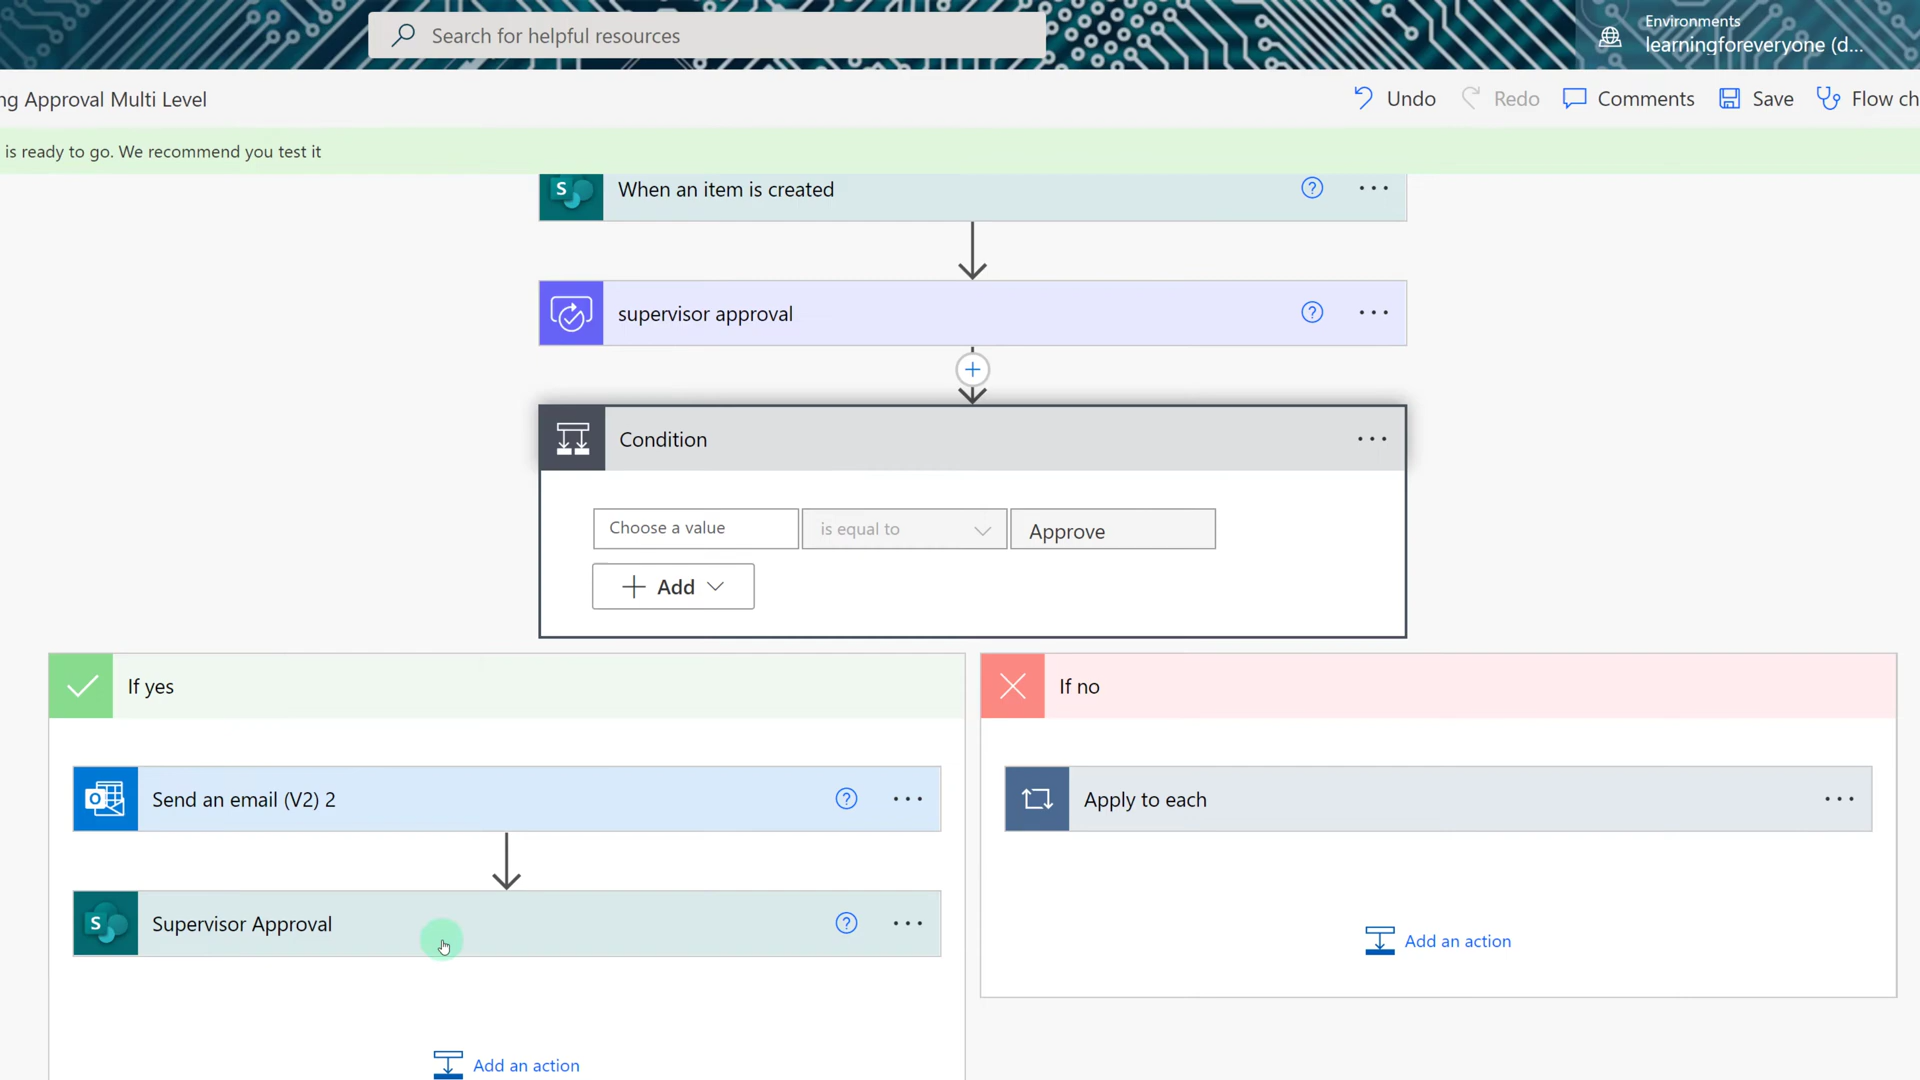 Search for helpful resources
Environments
learningforeveryone (d...
ng Approval Multi Level
Undo
Redo
Comments
Save
Flow ch
is ready to go. We recommend you test it
S
When an item is created
?
supervisor approval
?
Condition
Choose a value
is equal to
Approve
Add
If yes
If no
Send an email (V2) 2
?
Apply to each
S
Supervisor Approval
?
Add an action
Add an action